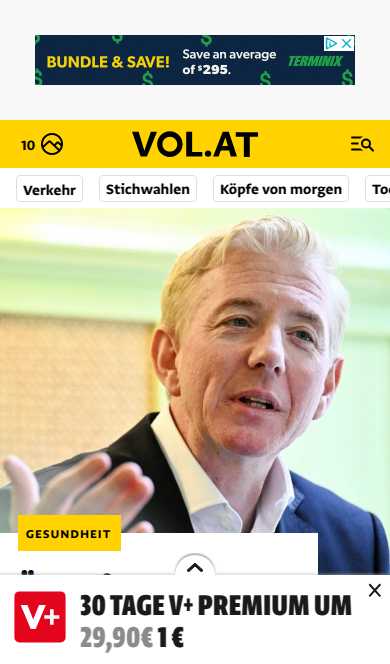 BUNDLE & SAVE!
Save an average
of $295.
TERMINIX
10
VOL.AT
Verkehr
Stichwahlen
Köpfe von morgen
GESUNDHEIT
V+
30 TAGE V+ PREMIUM UM
29,90€ 1 €